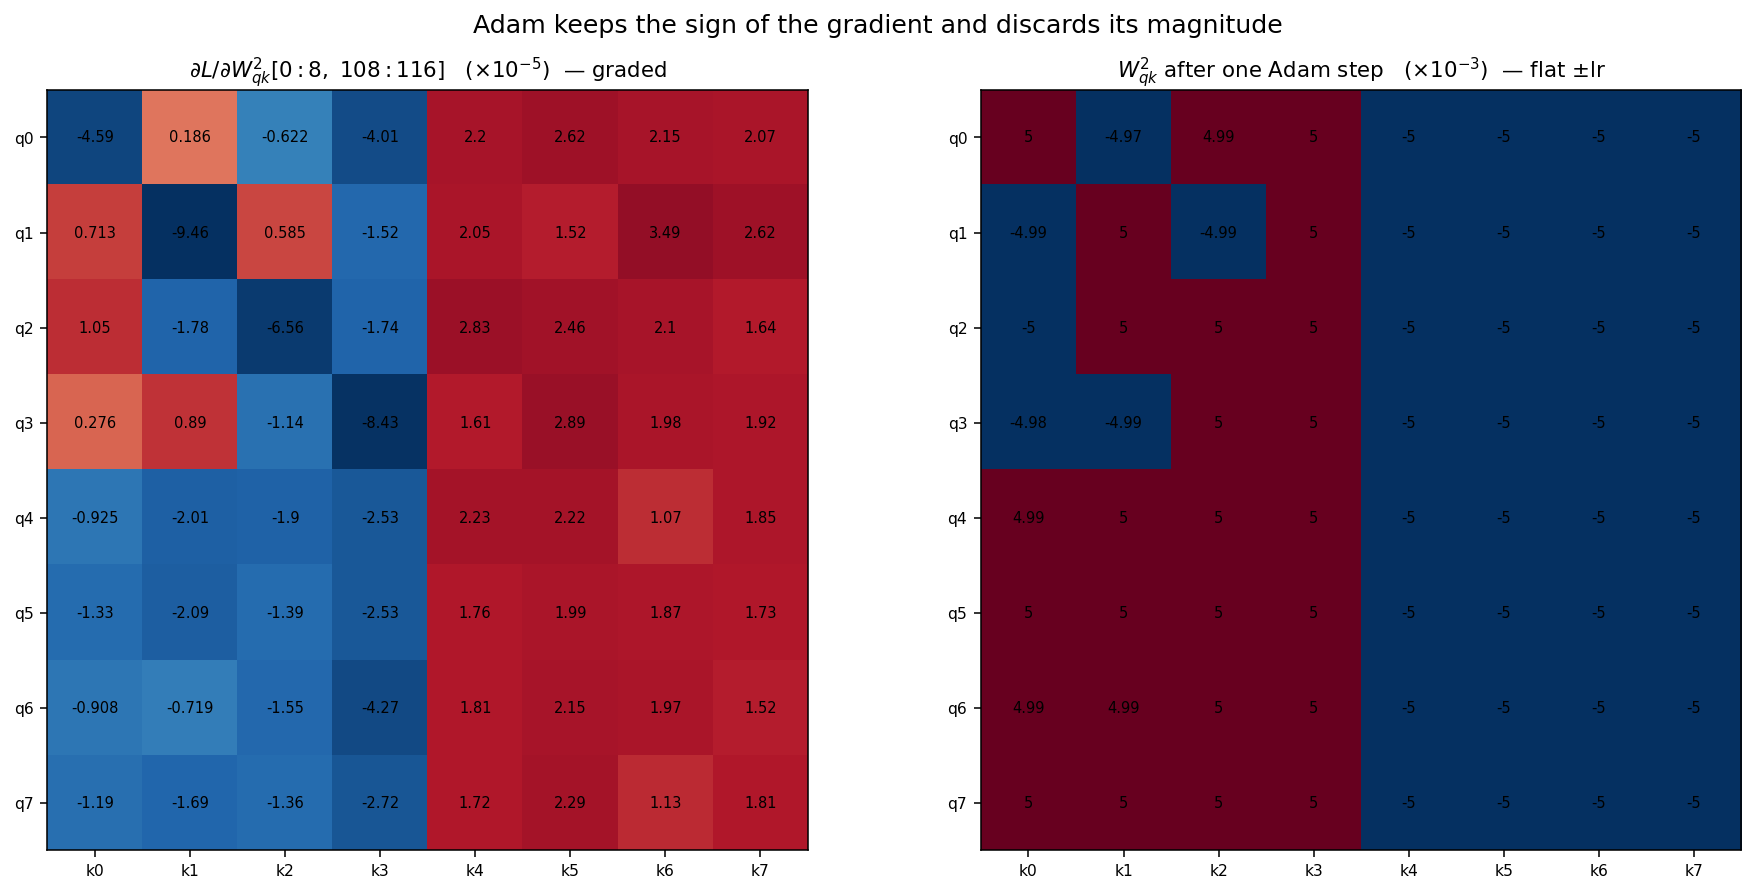 Adam keeps the sign of the gradient and discards its magnitude
∂L/∂W²_qk[0 : 8, 108 : 116] (×10⁻⁵) — graded
q0 -4.59 0.186 -0.622 -4.01 2.2 2.62 2.15 2.07
q1 0.713 -9.46 0.585 -1.52 2.05 1.52 3.49 2.62
q2 1.05 -1.78 -6.56 -1.74 2.83 2.46 2.1 1.64
q3 0.276 0.89 -1.14 -8.43 1.61 2.89 1.98 1.92
q4 -0.925 -2.01 -1.9 -2.53 2.23 2.22 1.07 1.85
q5 -1.33 -2.09 -1.39 -2.53 1.76 1.99 1.87 1.73
q6 -0.908 -0.719 -1.55 -4.27 1.81 2.15 1.97 1.52
q7 -1.19 -1.69 -1.36 -2.72 1.72 2.29 1.13 1.81
k0 k1 k2 k3 k4 k5 k6 k7
W²_qk after one Adam step (×10⁻³) — flat ±lr
q0 5 -4.97 4.99 5 -5 -5 -5 -5
q1 -4.99 5 -4.99 5 -5 -5 -5 -5
q2 -5 5 5 5 -5 -5 -5 -5
q3 -4.98 -4.99 5 5 -5 -5 -5 -5
q4 4.99 5 5 5 -5 -5 -5 -5
q5 5 5 5 5 -5 -5 -5 -5
q6 4.99 4.99 5 5 -5 -5 -5 -5
q7 5 5 5 5 -5 -5 -5 -5
k0 k1 k2 k3 k4 k5 k6 k7